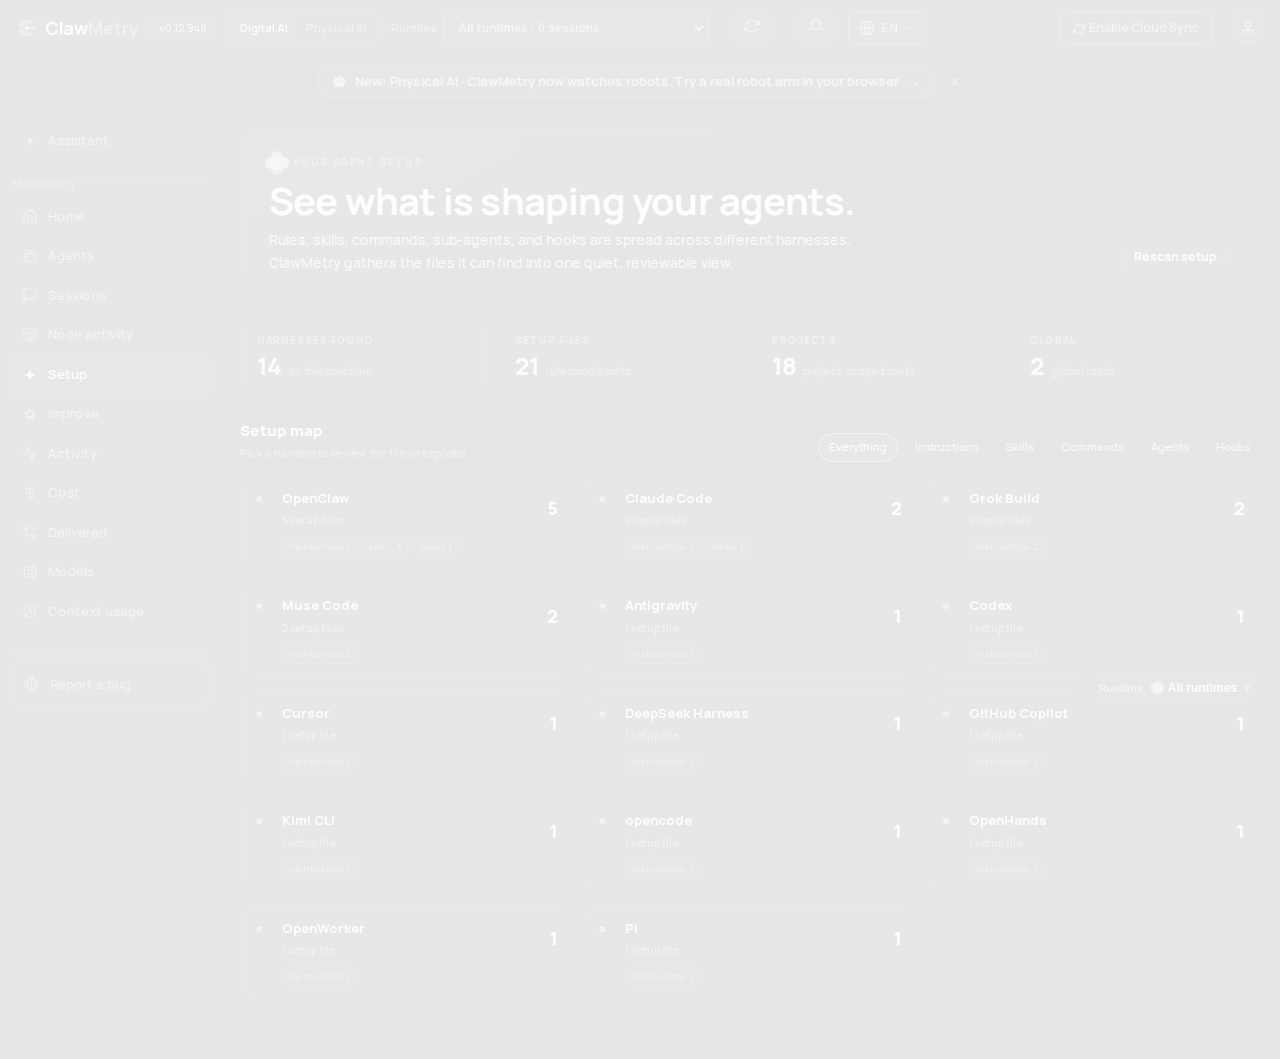 ClawMetry v0.12.948 Digital AI Physical AI Runtime All runtimes - 0 sessions EN Enable Cloud Sync
New: Physical AI · ClawMetry now watches robots. Try a real robot arm in your browser → ×
Assistant
Monitoring
Home
Agents
Sessions
Node activity
Setup
Improve
Activity
Cost
Delivered
Models
Context usage
Report a bug
YOUR AGENT SETUP
See what is shaping your agents.
Rules, skills, commands, sub-agents, and hooks are spread across different harnesses.
ClawMetry gathers the files it can find into one quiet, reviewable view.
Rescan setup
HARNESSES FOUND
14 on this machine
SETUP FILES
21 rules and assets
PROJECTS
18 project-scoped roots
GLOBAL
2 global roots
Setup map
Pick a harness to review the files it exposes
Everything Instructions Skills Commands Agents Hooks
OpenClaw 5
5 setup files
instructions 1 skills 3 hooks 1
Claude Code 2
2 setup files
instructions 1 hooks 1
Grok Build 2
2 setup files
instructions 2
Muse Code 2
2 setup files
instructions 2
Antigravity 1
1 setup file
instructions 1
Codex 1
1 setup file
instructions 1
Runtime All runtimes ▾
Cursor 1
1 setup file
instructions 1
DeepSeek Harness 1
1 setup file
instructions 1
GitHub Copilot 1
1 setup file
instructions 1
Kimi CLI 1
1 setup file
instructions 1
opencode 1
1 setup file
instructions 1
OpenHands 1
1 setup file
instructions 1
OpenWorker 1
1 setup file
instructions 1
Pi 1
1 setup file
instructions 1